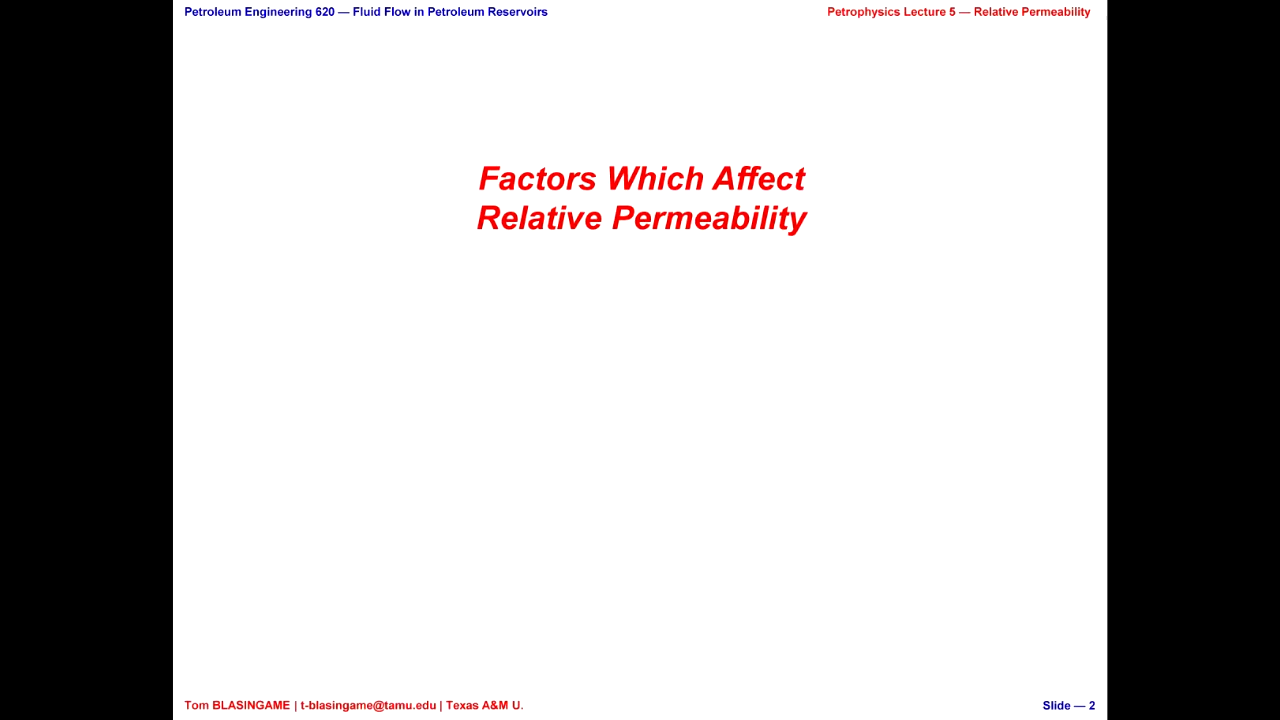 Petroleum Engineering 620 — Fluid Flow in Petroleum Reservoirs
Petrophysics Lecture 5 — Relative Permeability
Factors Which Affect
Relative Permeability
Tom BLASINGAME | t-blasingame@tamu.edu | Texas A&M U.
Slide — 2